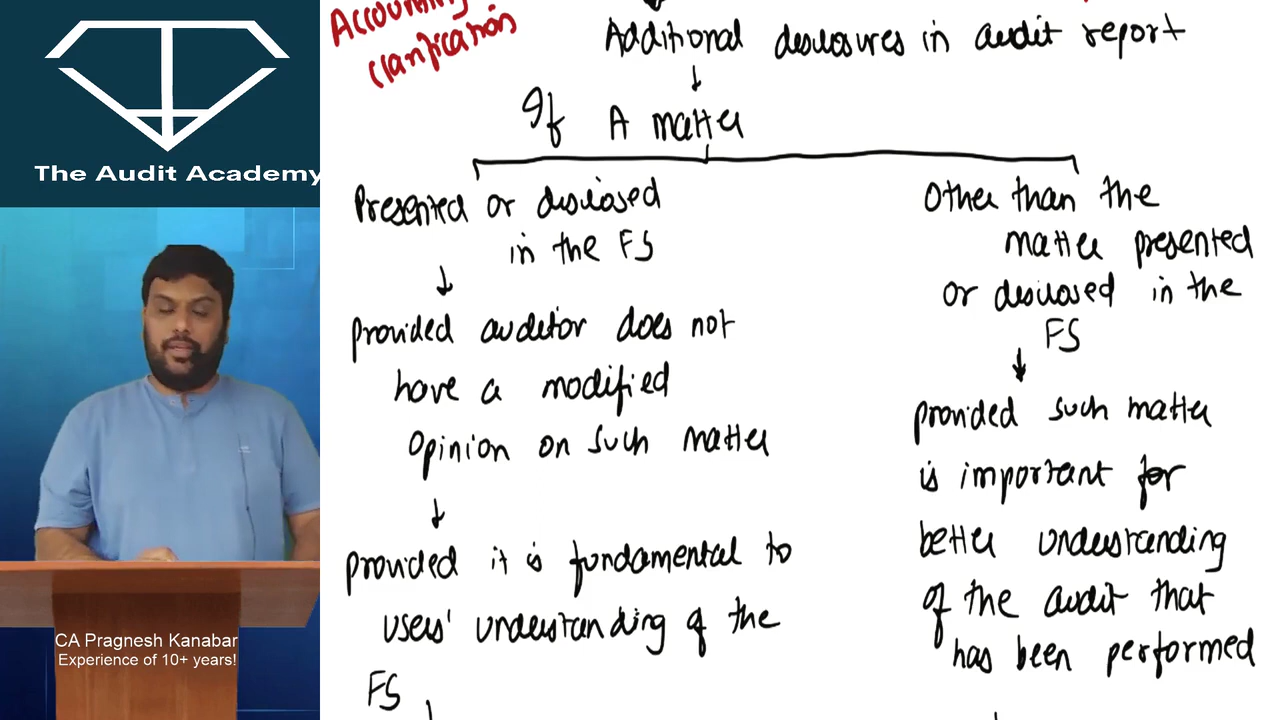 The Audit Academy
CA Pragnesh Kanabar
Experience of 10+ years!
Accounting
clarification
Additional disclosures in audit report
If A matter
Presented or disclosed
in the FS
provided auditor does not
have a modified
opinion on such matter
provided it is fundamental to
users' understanding of the
FS
Other than the
matter presented
or disclosed in the
FS
provided such matter
is important for
better understanding
of the audit that
has been performed